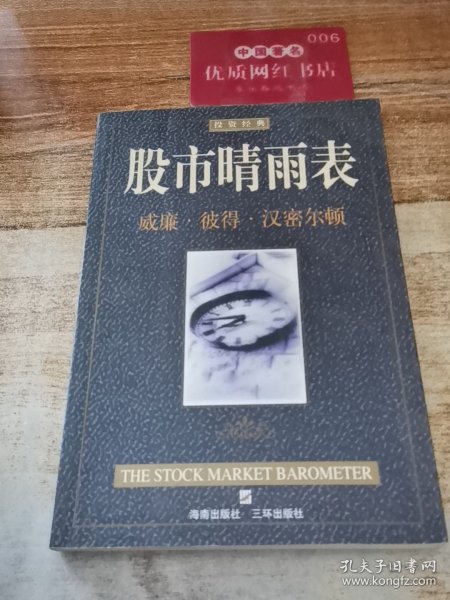 006
中国著名
优质网红书店
投资经典
股市晴雨表
威廉·彼得·汉密尔顿
THE STOCK MARKET BAROMETER
海南出版社 三环出版社
孔夫子旧书网
www.kongfz.com